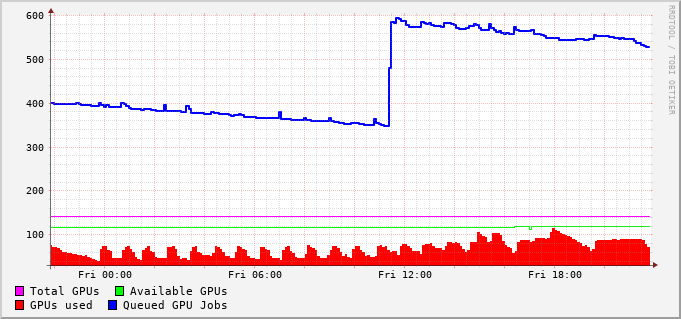 600
500
400
300
200
100
Fri 00:00 Fri 06:00 Fri 12:00 Fri 18:00
Total GPUs Available GPUs
GPUs used Queued GPU Jobs
RRDTOOL / TOBI OETIKER